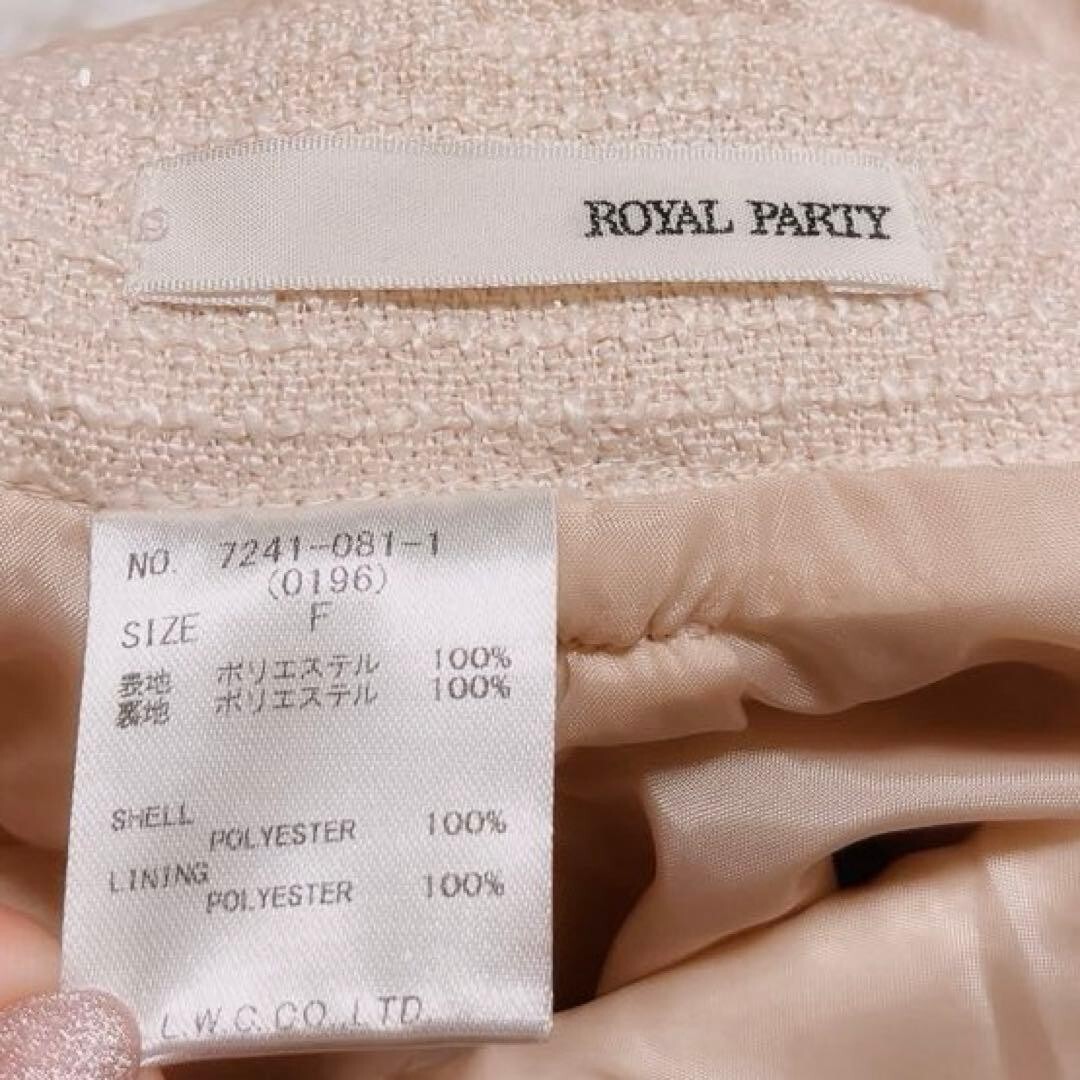 ROYAL PARTY
NO. 7241-081-1
(0196)
SIZE F
表地 ポリエステル 100%
裏地 ポリエステル 100%
SHELL
POLYESTER 100%
LINING
POLYESTER 100%
L.W.C.CO.,LTD.